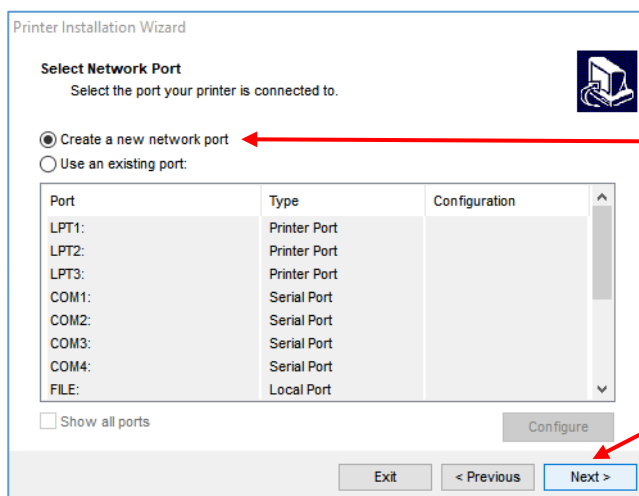 Printer Installation Wizard
Select Network Port
Select the port your printer is connected to.
Create a new network port
Use an existing port:
Port Type Configuration
LPT1: Printer Port
LPT2: Printer Port
LPT3: Printer Port
COM1: Serial Port
COM2: Serial Port
COM3: Serial Port
COM4: Serial Port
FILE: Local Port
Show all ports
Configure
Exit < Previous Next >